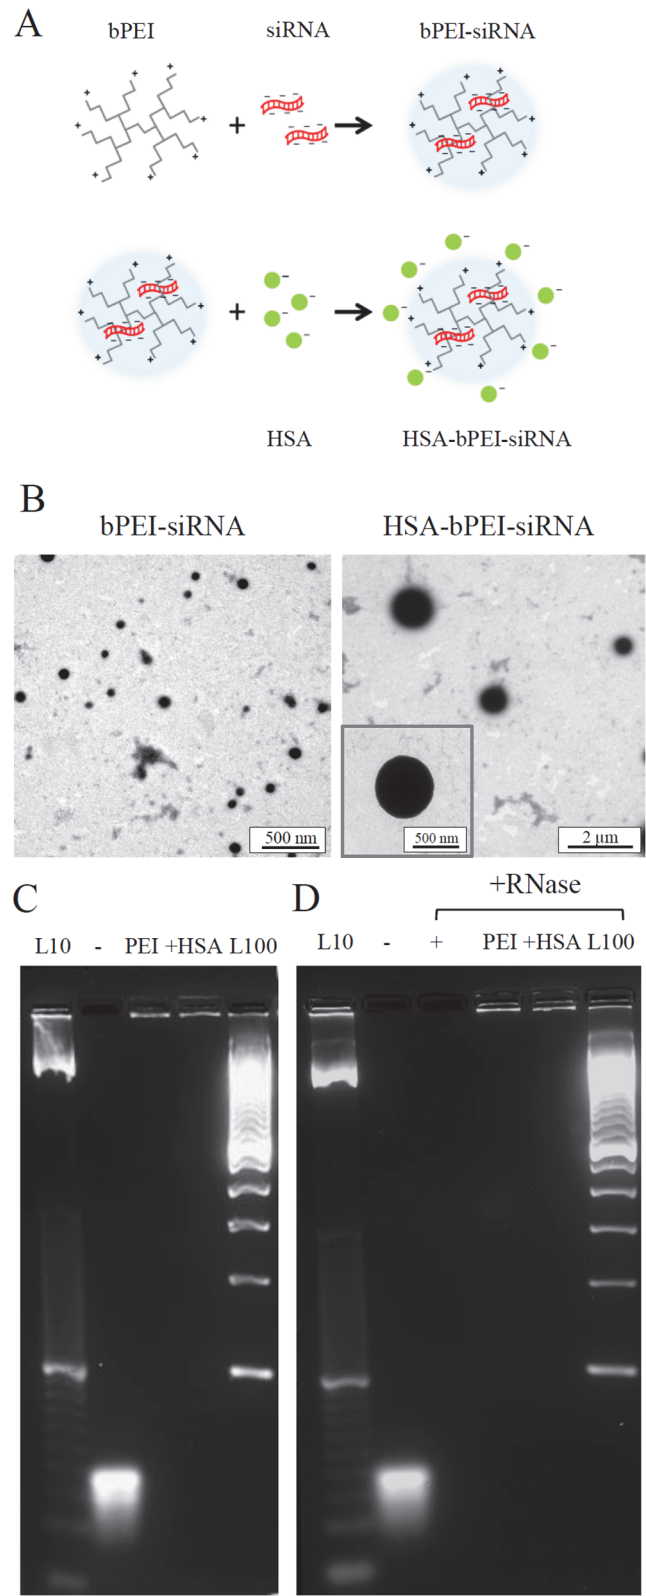 A
bPEI siRNA bPEI-siRNA
+ + + + + + + +
- - - -
- - -
- - -
- - -
+
HSA HSA-bPEI-siRNA
B
bPEI-siRNA HSA-bPEI-siRNA
500 nm 500 nm 2 μm
C D
+RNase
L10 - PEI +HSA L100 L10 - + PEI +HSA L100